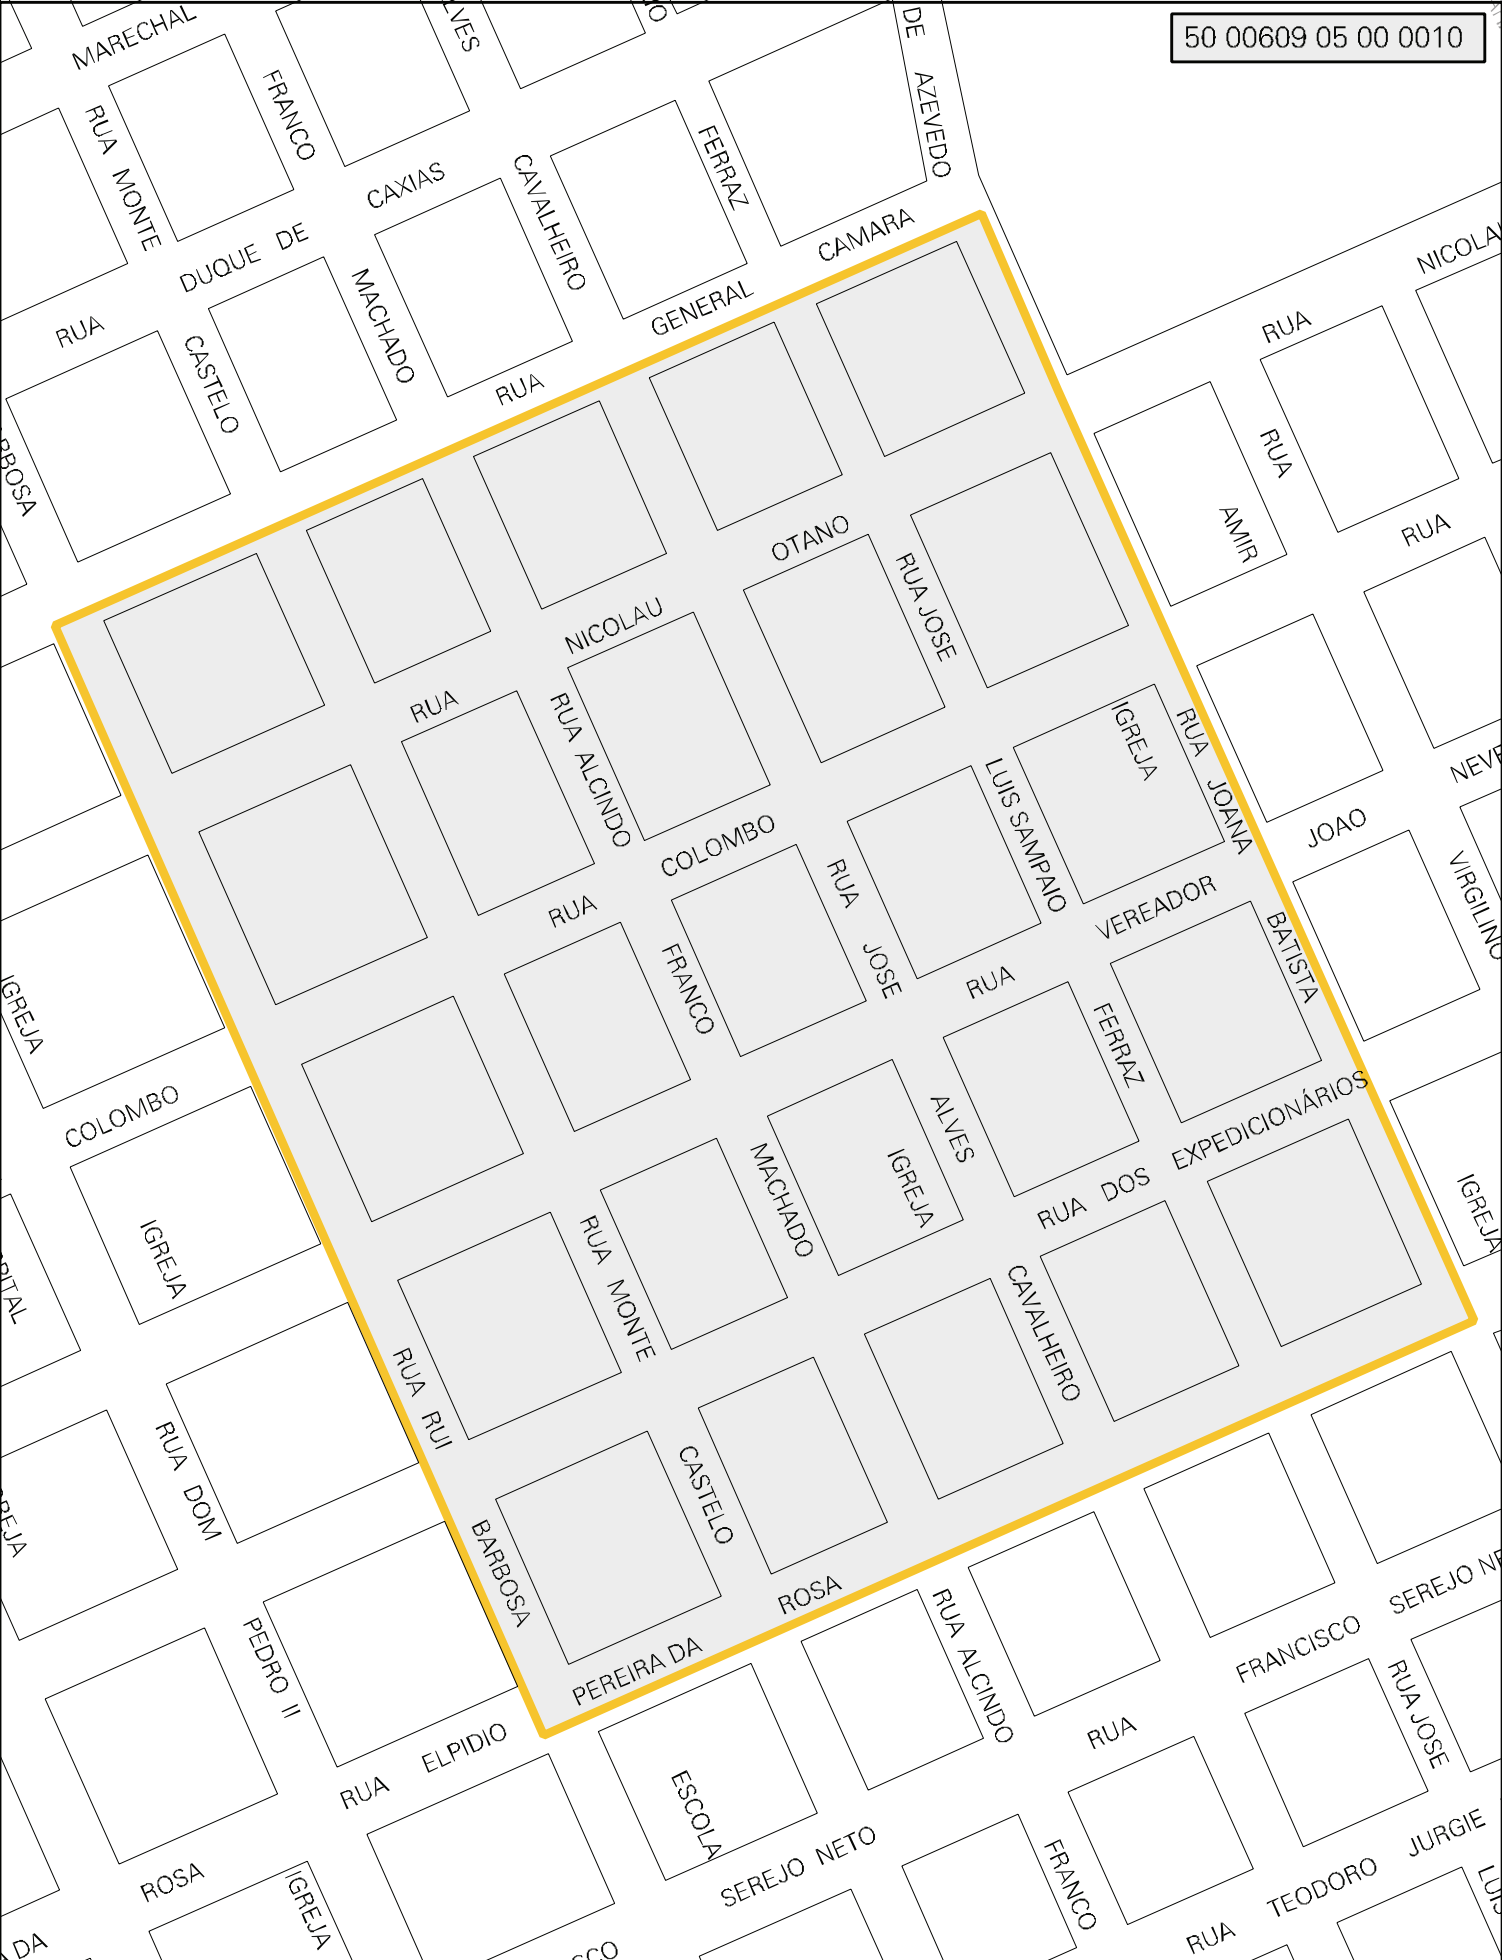 50 00609 05 00 0010
MARECHAL
DE
AZEVEDO
RUA MONTE
FRANCO
FERRAZ
CAXIAS
CAVALHEIRO
DUQUE DE
CAMARA
GENERAL
RUA
MACHADO
CASTELO
RUA
RUA
RUA
AMIR
RUA
OTANO
RUA JOSE
NICOLAU
RUA
RUA ALCINDO
IGREJA
RUA JOANA
LUIS SAMPAIO
COLOMBO
JOAO
RUA
RUA
JOSE
VEREADOR
BATISTA
VIRGILINO
FRANCO
RUA
IGREJA
FERRAZ
EXPEDICIONÁRIOS
COLOMBO
ALVES
RUA DOS
MACHADO
IGREJA
IGREJA
IGREJA
RUA MONTE
CAVALHEIRO
RUA RUI
RUA DOM
CASTELO
BARBOSA
ROSA
PEREIRA DA
RUA ALCINDO
FRANCISCO
PEDRO II
RUA ELPIDIO
RUA
RUA JOSE
ESCOLA
SEREJO NETO
FRANCO
JURGIE
TEODORO
RUA
ROSA
IGREJA
DA